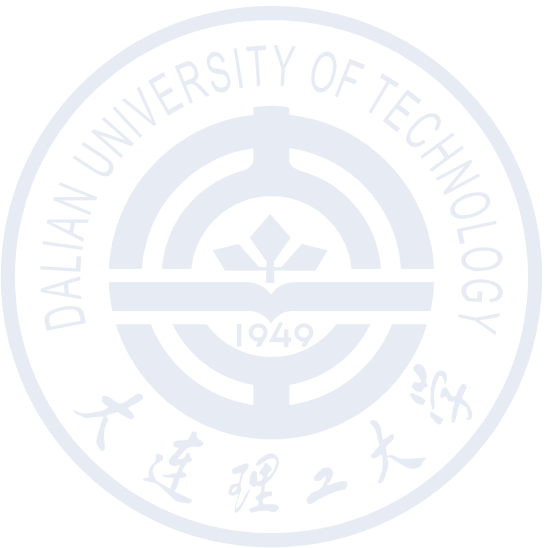 DALIAN UNIVERSITY OF TECHNOLOGY
1949
大连理工大学